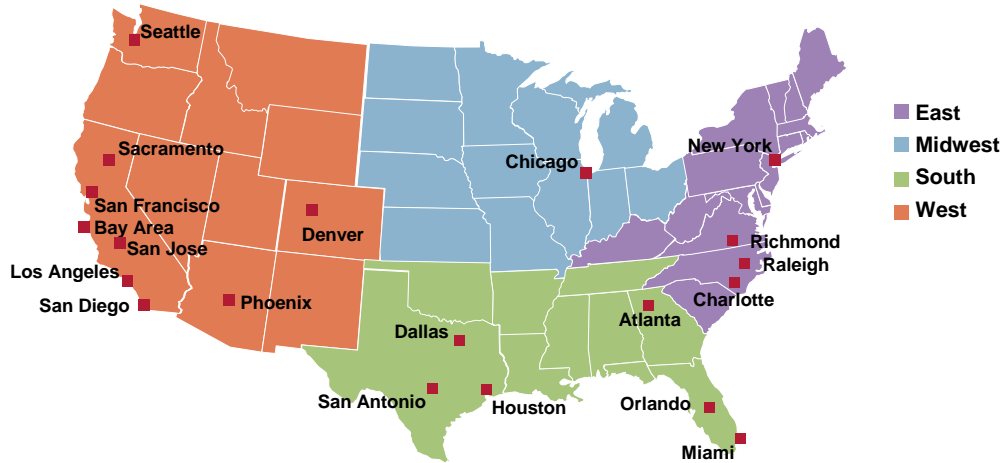 Seattle
East
Midwest
South
West
New York
Sacramento
Chicago
San Francisco
Bay Area
San Jose
Denver
Richmond
Raleigh
Los Angeles
San Diego
Phoenix
Charlotte
Atlanta
Dallas
San Antonio
Houston
Orlando
Miami